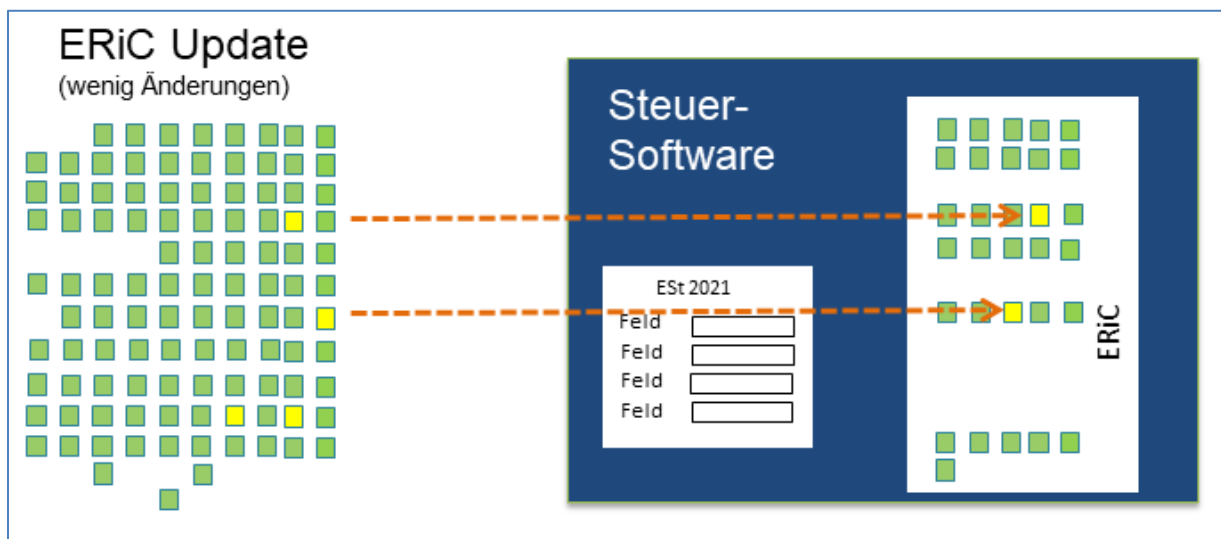 ERiC Update
(wenig Änderungen)
Steuer-
Software
ESt 2021
Feld
Feld
Feld
Feld
ERiC